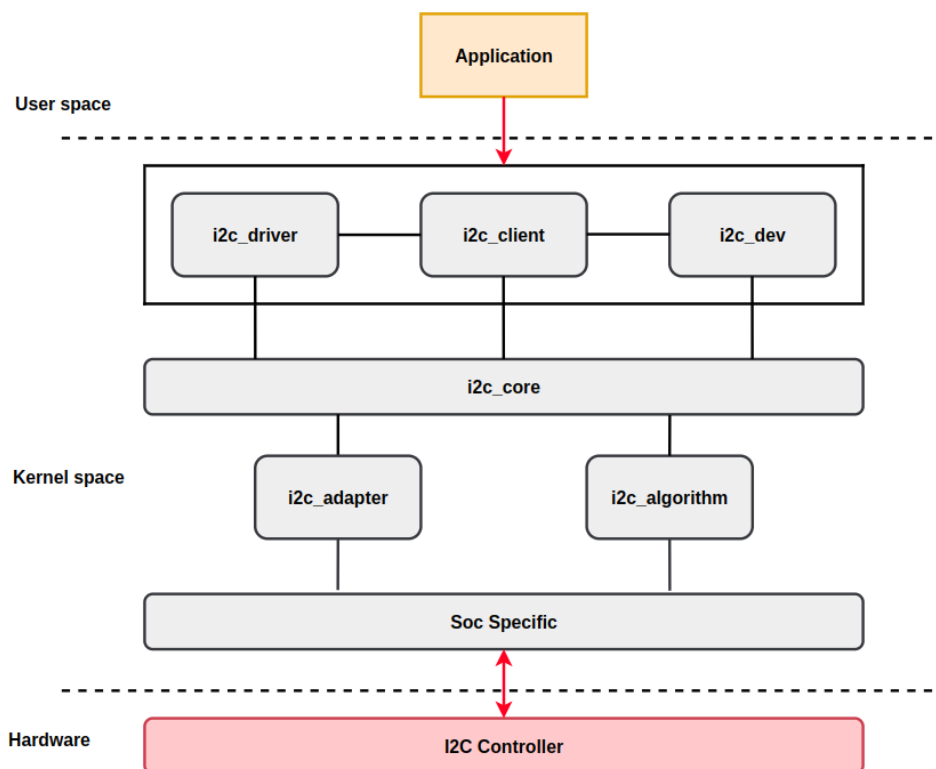 Application
User space
i2c_driver
i2c_client
i2c_dev
i2c_core
Kernel space
i2c_adapter
i2c_algorithm
Soc Specific
Hardware
I2C Controller